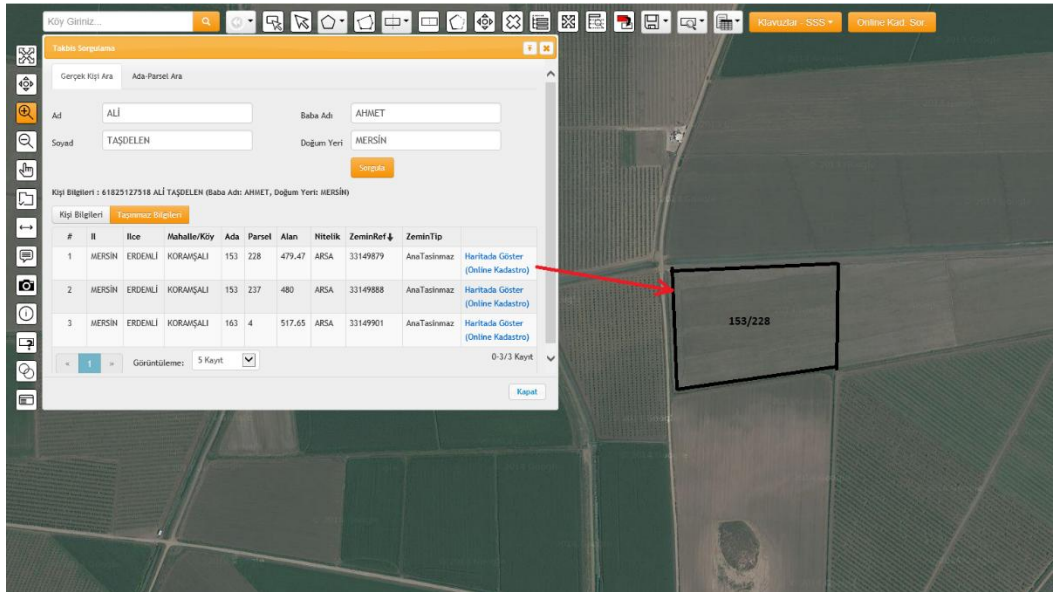 Köy Giriniz...
Klavuzlar - SSS
Online Kad. Sor.
Takbis Sorgulama
Gerçek Kişi Ara
Ada-Parsel Ara
Ad ALİ Baba Adı AHMET
Soyad TAŞDELEN Doğum Yeri MERSİN
Sorgula
Kişi Bilgileri : 61825127518 ALİ TAŞDELEN (Baba Adı: AHMET, Doğum Yeri: MERSİN)
Kişi Bilgileri Taşınmaz Bilgileri
# İl İlce Mahalle/Köy Ada Parsel Alan Nitelik ZeminRef ZeminTip
1 MERSİN ERDEMLİ KORAMŞALI 153 228 479.47 ARSA 33149879 AnaTasinmaz Haritada Göster
(Online Kadastro)
2 MERSİN ERDEMLİ KORAMŞALI 153 237 480 ARSA 33149888 AnaTasinmaz Haritada Göster
(Online Kadastro)
3 MERSİN ERDEMLİ KORAMŞALI 163 4 517.65 ARSA 33149901 AnaTasinmaz Haritada Göster
(Online Kadastro)
« 1 » Görüntüleme: 5 Kayıt 0-3/3 Kayıt
Kapat
153/228